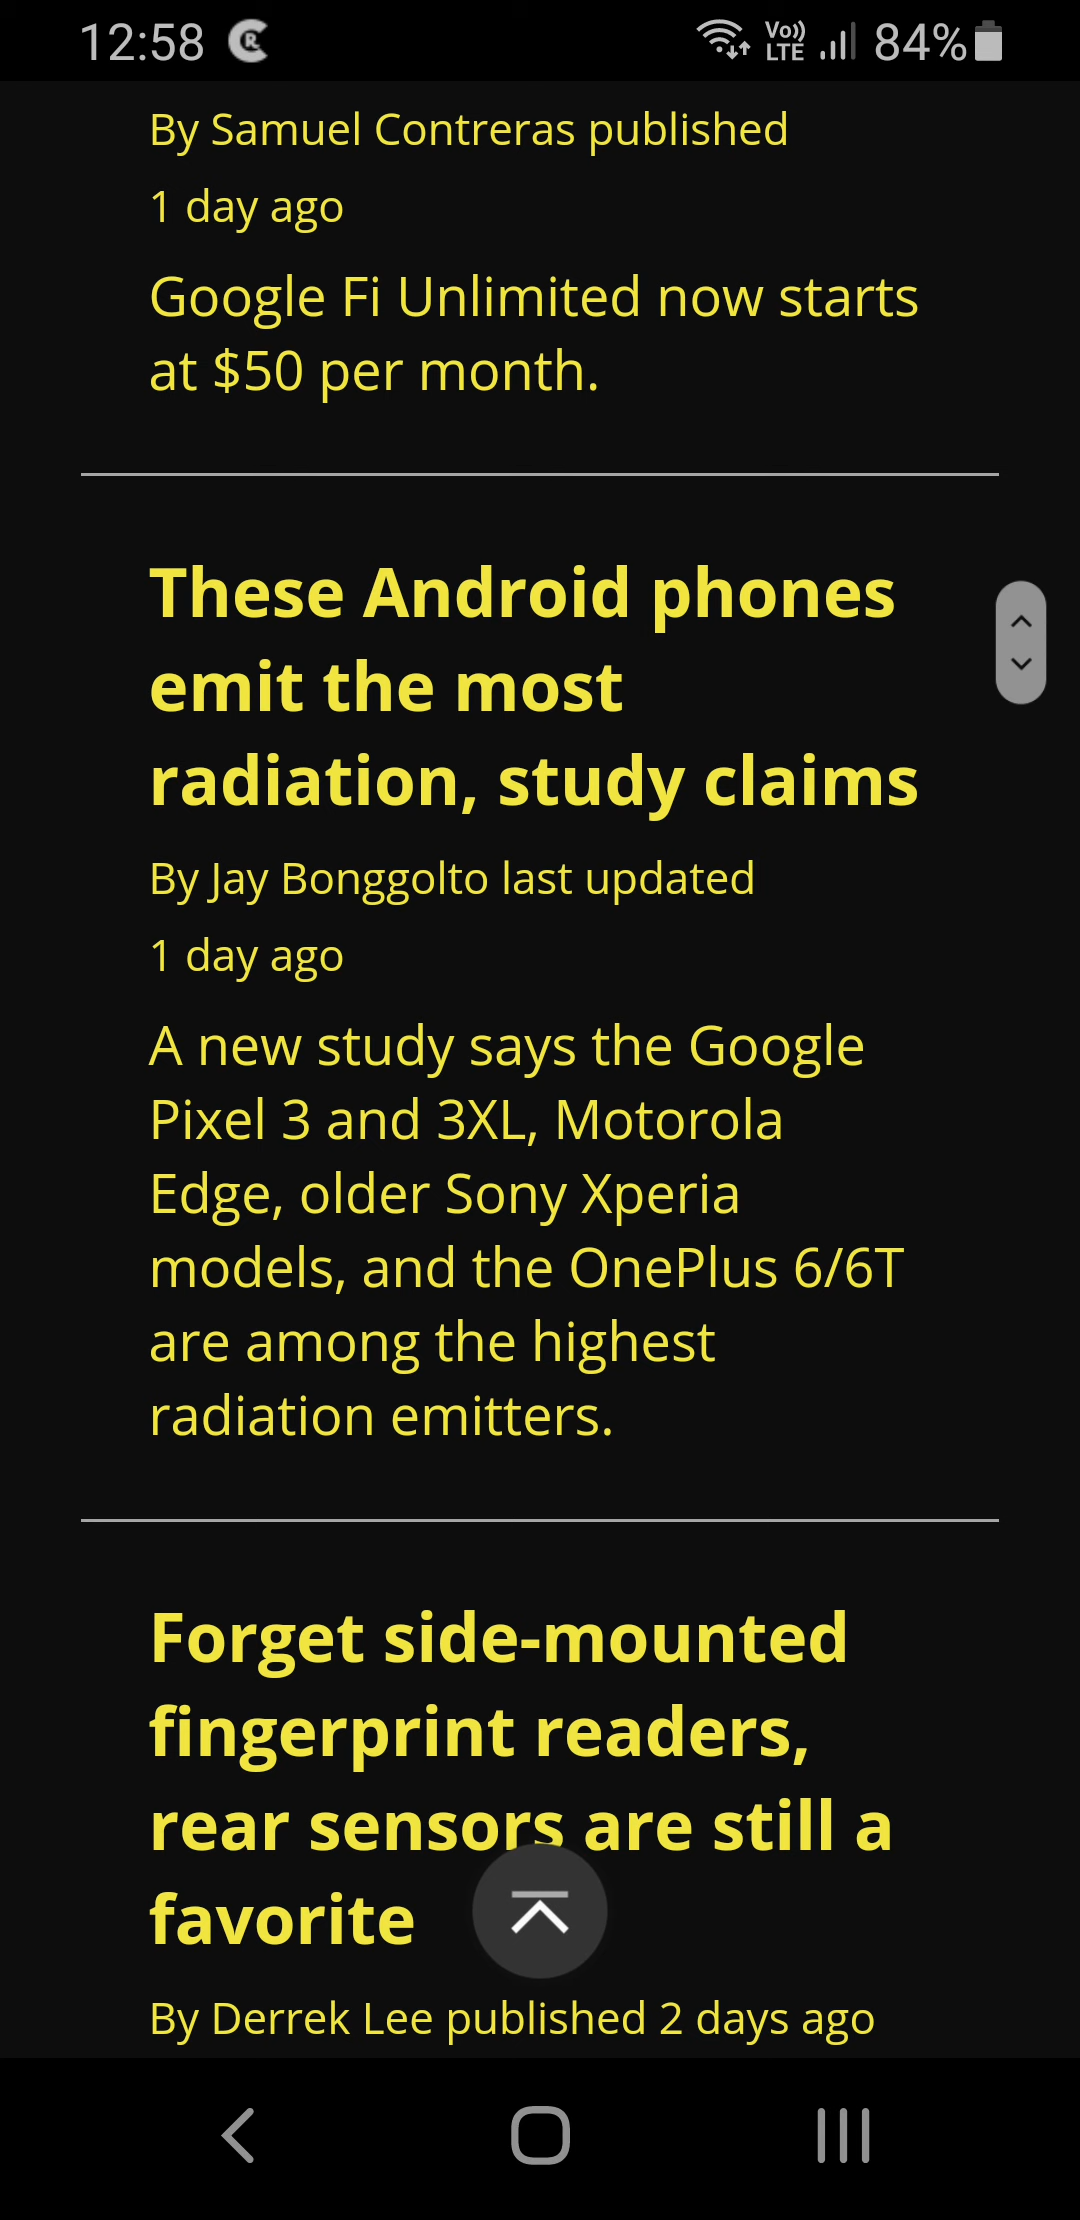 12:58
Vo)) LTE 84%
By Samuel Contreras published
1 day ago
Google Fi Unlimited now starts
at $50 per month.
These Android phones
emit the most
radiation, study claims
By Jay Bonggolto last updated
1 day ago
A new study says the Google
Pixel 3 and 3XL, Motorola
Edge, older Sony Xperia
models, and the OnePlus 6/6T
are among the highest
radiation emitters.
Forget side-mounted
fingerprint readers,
rear sensors are still a
favorite
By Derrek Lee published 2 days ago